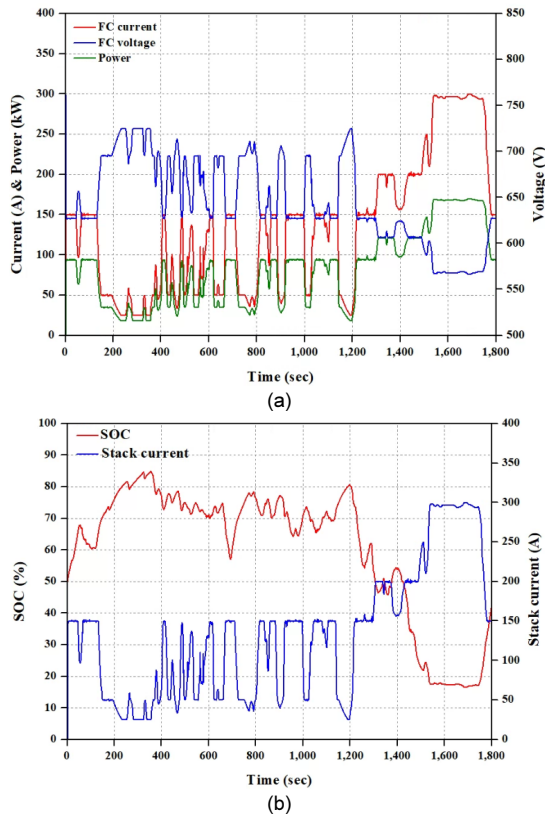 (a)
400
350
300
250
200
150
100
50
0
Current (A) & Power (kW)
FC current
FC voltage
Power
850
800
750
700
650
600
550
500
Voltage (V)
0 200 400 600 800 1,000 1,200 1,400 1,600 1,800
Time (sec)
(a)
100
90
80
70
60
50
40
30
20
10
0
SOC (%)
SOC
Stack current
400
350
300
250
200
150
100
50
0
Stack current (A)
0 200 400 600 800 1,000 1,200 1,400 1,600 1,800
Time (sec)
(b)